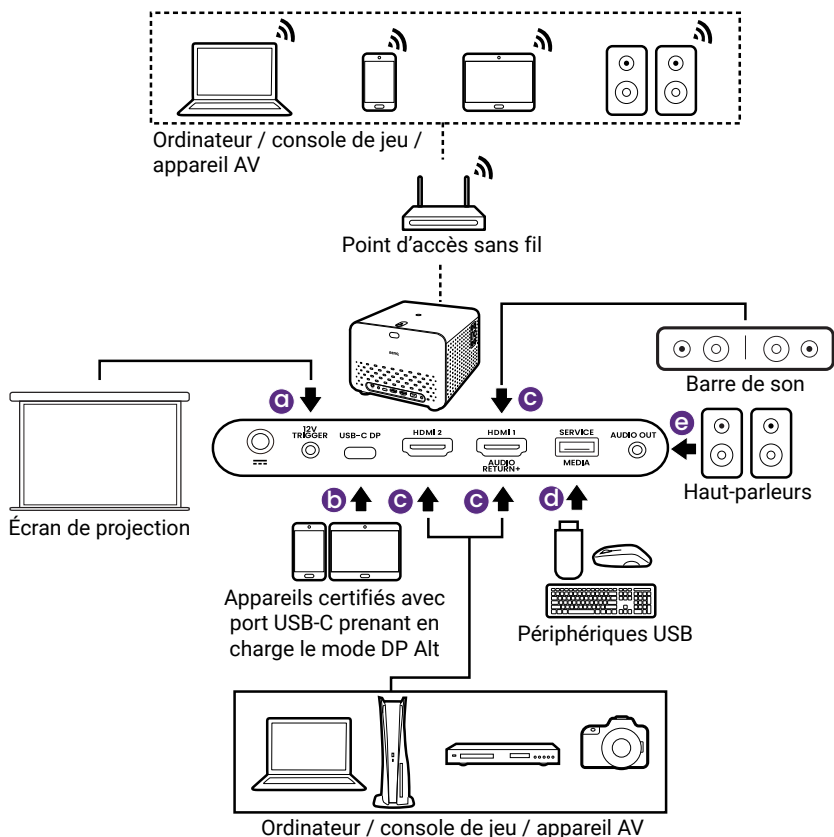 Ordinateur / console de jeu /
appareil AV
Point d'accès sans fil
BenQ
Barre de son
a
c
e
12V
TRIGGER
USB-C DP
HDMI 2
HDMI 1
AUDIO
RETURN+
SERVICE
MEDIA
AUDIO OUT
Haut-parleurs
Écran de projection
b
c
c
d
Appareils certifiés avec
port USB-C prenant en
charge le mode DP Alt
Périphériques USB
Ordinateur / console de jeu / appareil AV